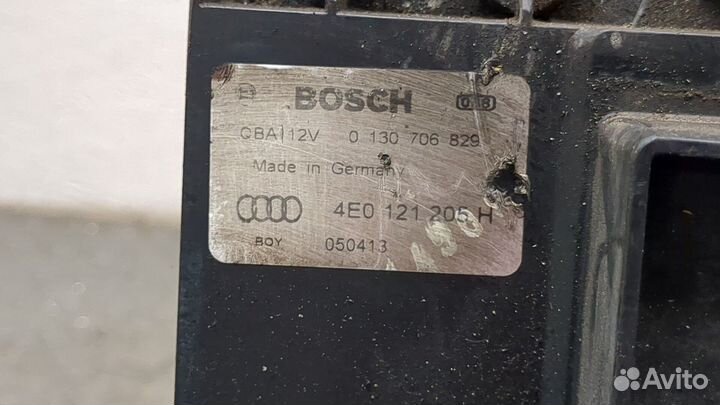 BOSCH
CBA 12V 0 130 706 829
Made in Germany
4E0 121 205 H
BOY 050413
Avito